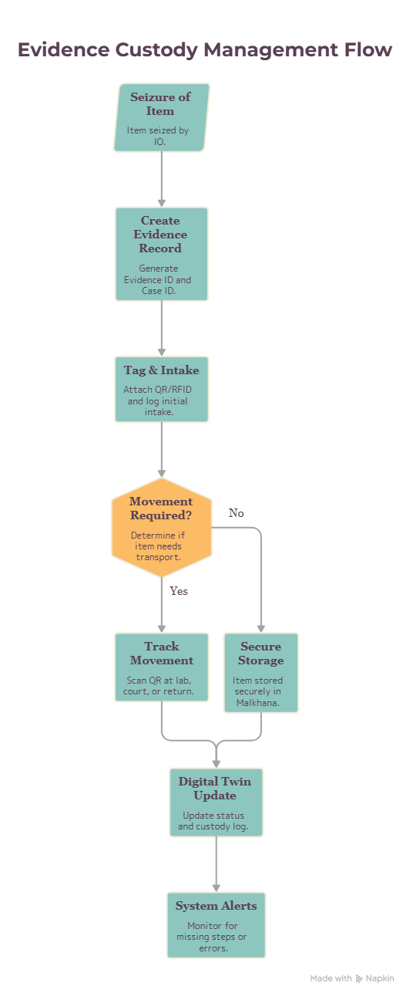 Evidence Custody Management Flow
Seizure of
Item
Item seized by
IO.
Create
Evidence
Record
Generate
Evidence ID and
Case ID.
Tag & Intake
Attach QR/RFID
and log initial
intake.
Movement
Required?
Determine if
item needs
transport.
No
Yes
Track
Movement
Scan QR at lab,
court, or return.
Secure
Storage
Item stored
securely in
Malkhana.
Digital Twin
Update
Update status
and custody log.
System Alerts
Monitor for
missing steps or
errors.
Made with Napkin